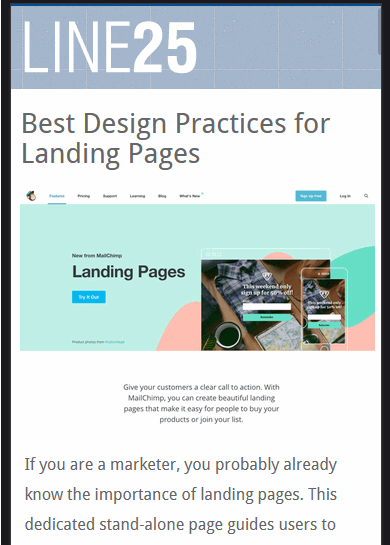 LINE25
Best Design Practices for
Landing Pages
Features Pricing Support Learning Blog What's New Sign Up Free Log In
New from MailChimp
Landing Pages
Try It Out
This weekend only
sign up for 50% off!
This weekend only
sign up for 50% off!
Product photos from
Give your customers a clear call to action. With
MailChimp, you can create beautiful landing
pages that make it easy for people to buy your
products or join your list.
If you are a marketer, you probably already
know the importance of landing pages. This
dedicated stand-alone page guides users to